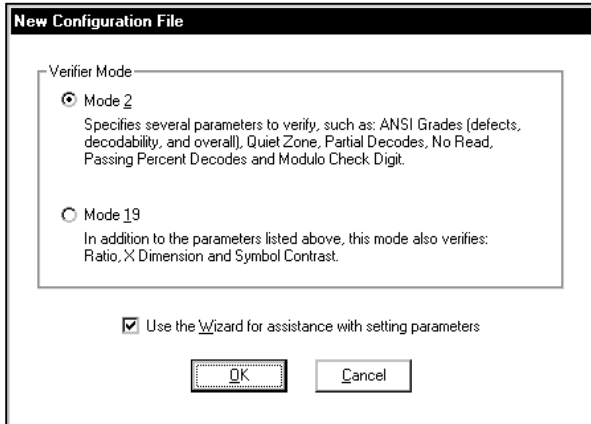 New Configuration File
Verifier Mode
Mode 2
Specifies several parameters to verify, such as: ANSI Grades (defects,
decodability, and overall), Quiet Zone, Partial Decodes, No Read,
Passing Percent Decodes and Modulo Check Digit.
Mode 19
In addition to the parameters listed above, this mode also verifies:
Ratio, X Dimension and Symbol Contrast.
Use the Wizard for assistance with setting parameters
OK
Cancel